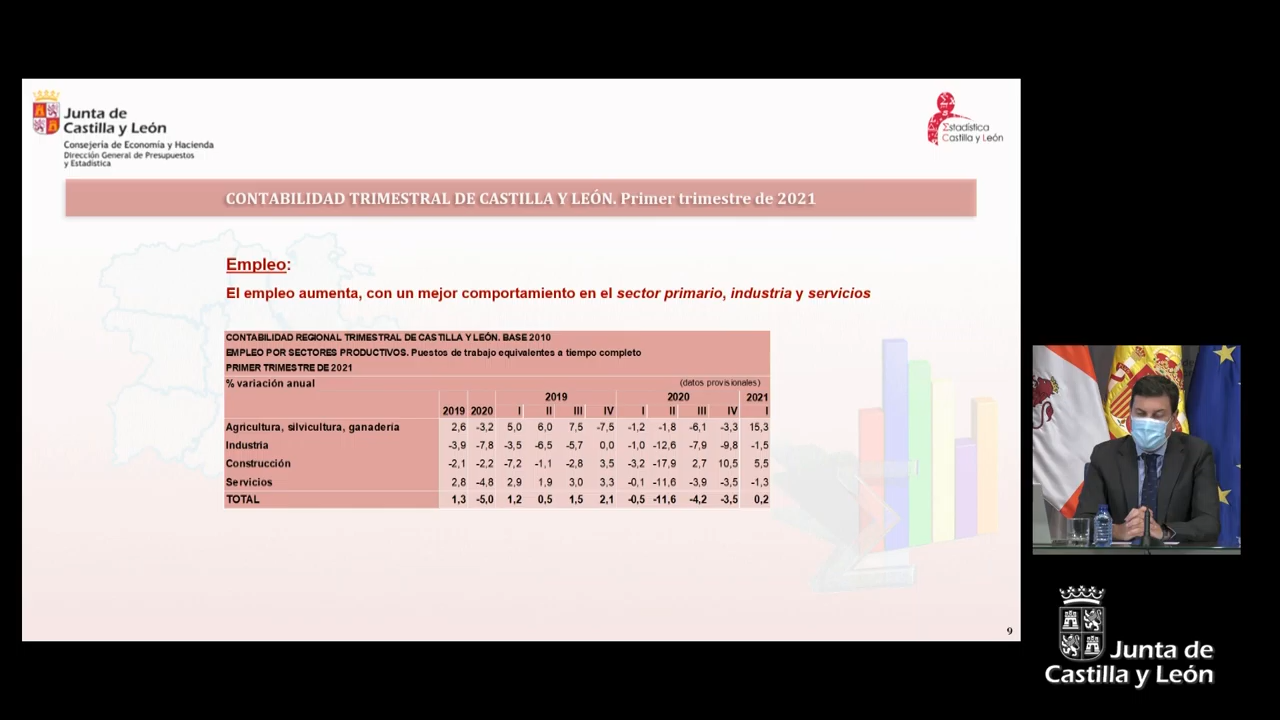 Junta de
Castilla y León
Consejería de Economía y Hacienda
Dirección General de Presupuestos
y Estadística
Estadística
Castilla y León
CONTABILIDAD TRIMESTRAL DE CASTILLA Y LEÓN. Primer trimestre de 2021
Empleo:
El empleo aumenta, con un mejor comportamiento en el sector primario, industria y servicios
CONTABILIDAD REGIONAL TRIMESTRAL DE CASTILLA Y LEÓN. BASE 2010
EMPLEO POR SECTORES PRODUCTIVOS. Puestos de trabajo equivalentes a tiempo completo
PRIMER TRIMESTRE DE 2021
% variación anual (datos provisionales)
2019 2020 2021
2019 2020 I II III IV I II III IV I
Agricultura, silvicultura, ganadería 2,6 -3,2 5,0 6,0 7,5 -7,5 -1,2 -1,8 -6,1 -3,3 15,3
Industria -3,9 -7,8 -3,5 -6,5 -5,7 0,0 -1,0 -12,6 -7,9 -9,8 -1,5
Construcción -2,1 -2,2 -7,2 -1,1 -2,8 3,5 -3,2 -17,9 2,7 10,5 5,5
Servicios 2,8 -4,8 2,9 1,9 3,0 3,3 -0,1 -11,6 -3,9 -3,5 -1,3
TOTAL 1,3 -5,0 1,2 0,5 1,5 2,1 -0,5 -11,6 -4,2 -3,5 0,2
9
Junta de
Castilla y León